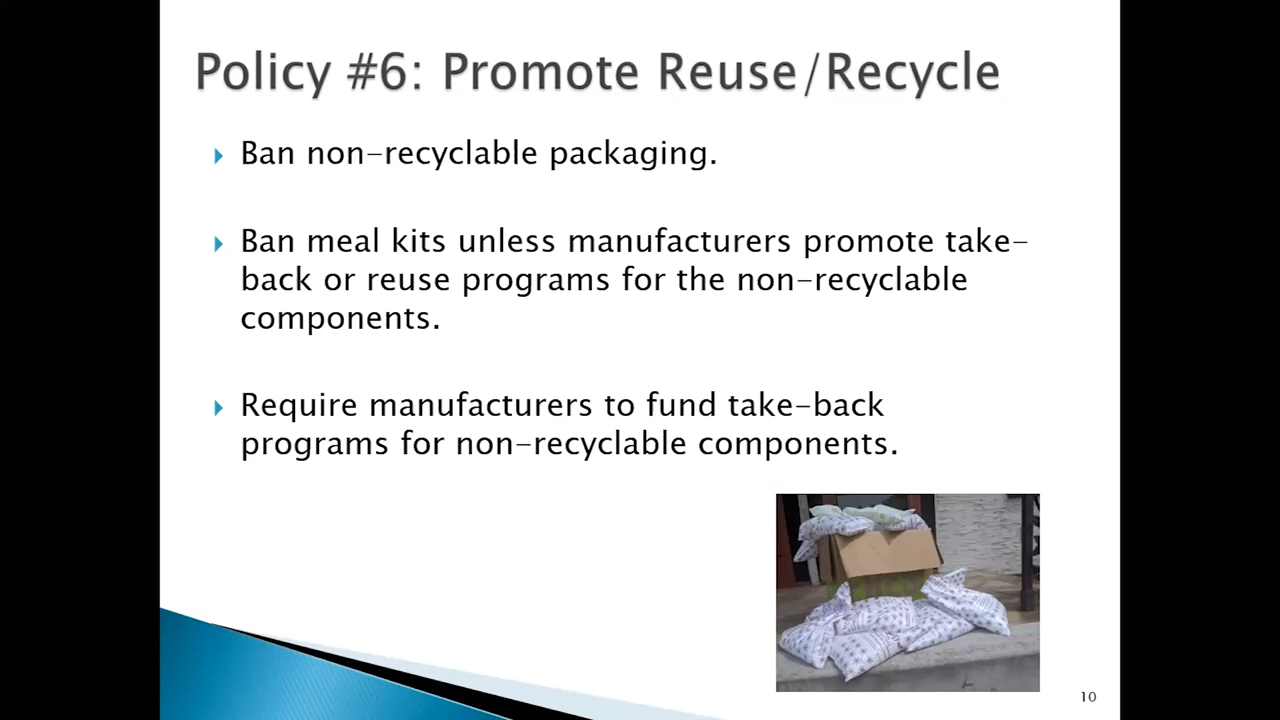 Policy #6: Promote Reuse/Recycle
Ban non-recyclable packaging.
Ban meal kits unless manufacturers promote take-
back or reuse programs for the non-recyclable
components.
Require manufacturers to fund take-back
programs for non-recyclable components.
10